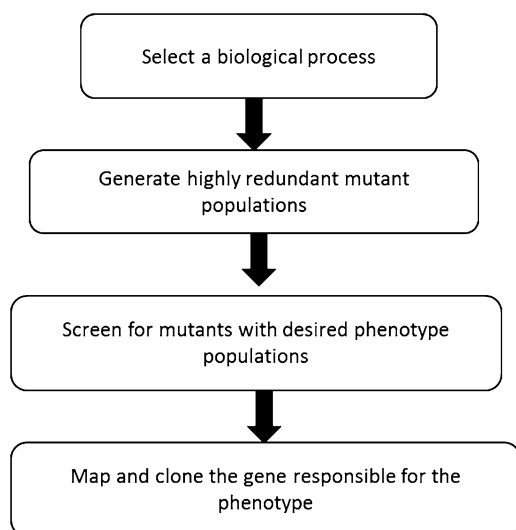 Select a biological process
Generate highly redundant mutant
populations
Screen for mutants with desired phenotype
populations
Map and clone the gene responsible for the
phenotype